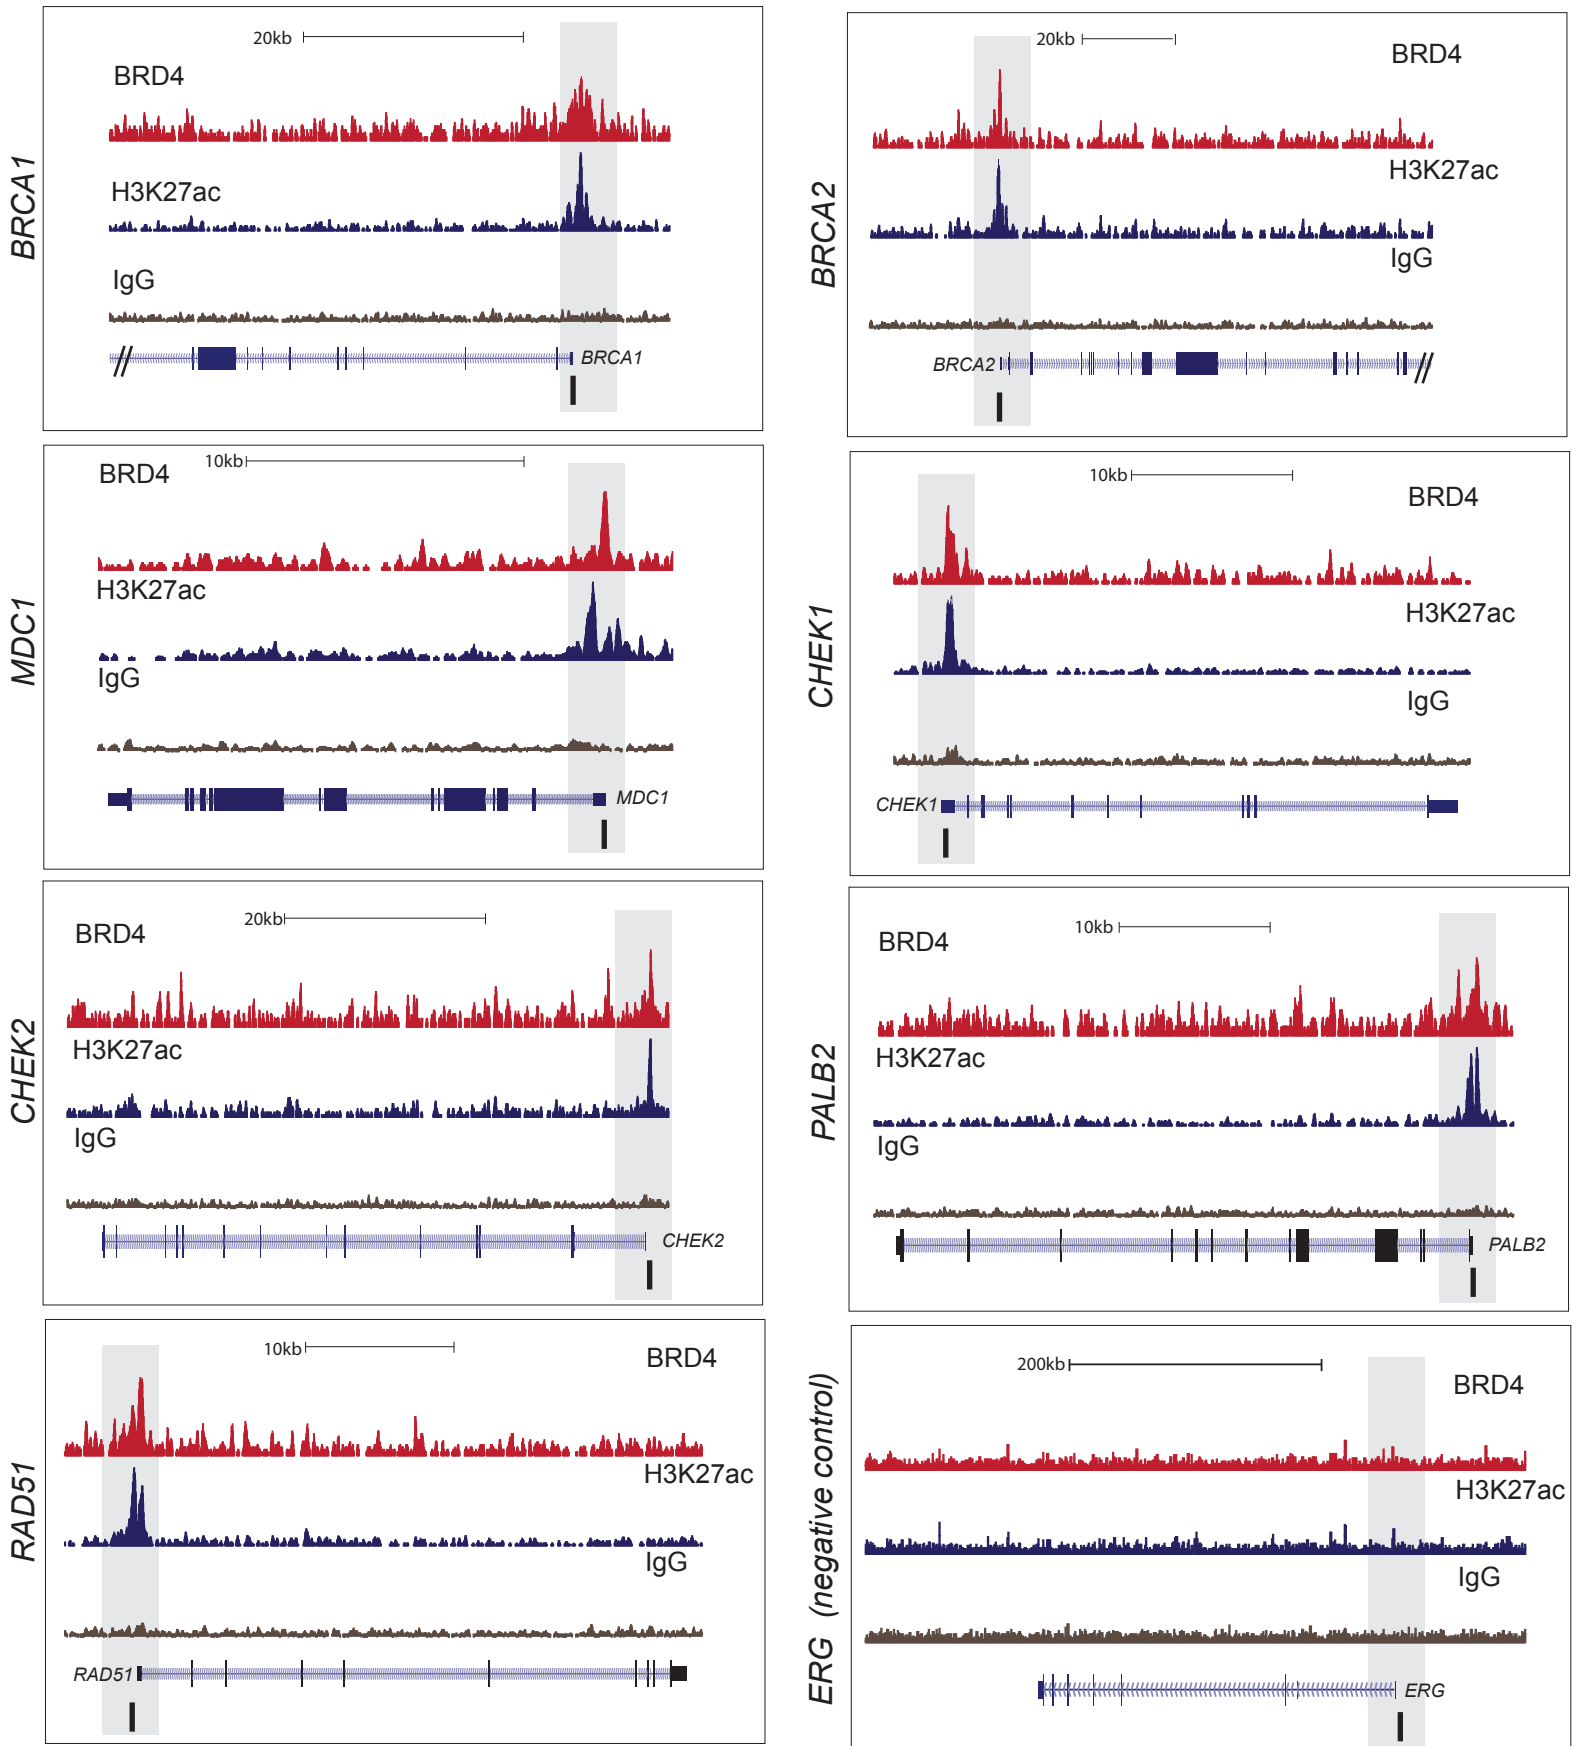 BRCA1
20kb
BRD4
H3K27ac
IgG
BRCA1
BRCA2
20kb
BRD4
H3K27ac
IgG
BRCA2
MDC1
10kb
BRD4
H3K27ac
IgG
MDC1
CHEK1
10kb
BRD4
H3K27ac
IgG
CHEK1
CHEK2
20kb
BRD4
H3K27ac
IgG
CHEK2
PALB2
10kb
BRD4
H3K27ac
IgG
PALB2
RAD51
10kb
BRD4
H3K27ac
IgG
RAD51
ERG (negative control)
200kb
BRD4
H3K27ac
IgG
ERG